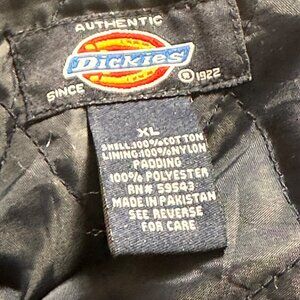 AUTHENTIC
Dickies
®
SINCE 1922
XL
SHELL 100% COTTON
LINING 100% NYLON
PADDING
100% POLYESTER
RN# 59543
MADE IN PAKISTAN
SEE REVERSE
FOR CARE